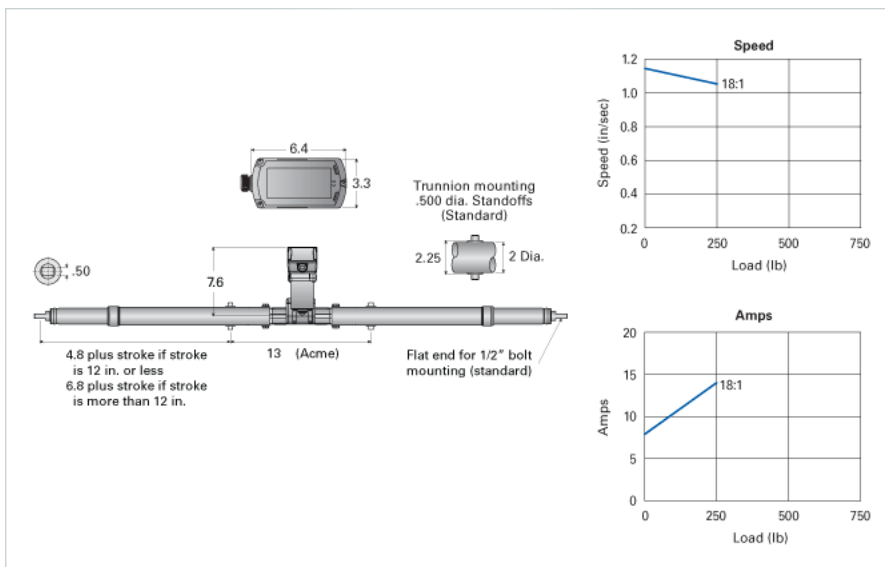 6.4
3.3
Trunnion mounting
.500 dia. Standoffs
(Standard)
2.25
2 Dia.
.50
7.6
4.8 plus stroke if stroke
is 12 in. or less
6.8 plus stroke if stroke
is more than 12 in.
13 (Acme)
Flat end for 1/2" bolt
mounting (standard)
Speed
1.2
1.0
0.8
0.6
0.4
0.2
Speed (in/sec)
18:1
0 250 500 750
Load (lb)
Amps
20
15
10
5
0
Amps
18:1
0 250 500 750
Load (lb)